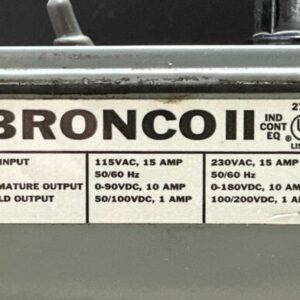 BRONCO II
IND
CONT
EQ
INPUT 115VAC, 15 AMP 230VAC, 15 AMP
50/60 Hz 50/60 Hz
MATURE OUTPUT 0-90VDC, 10 AMP 0-180VDC, 10 AM
LD OUTPUT 50/100VDC, 1 AMP 100/200VDC, 1 A